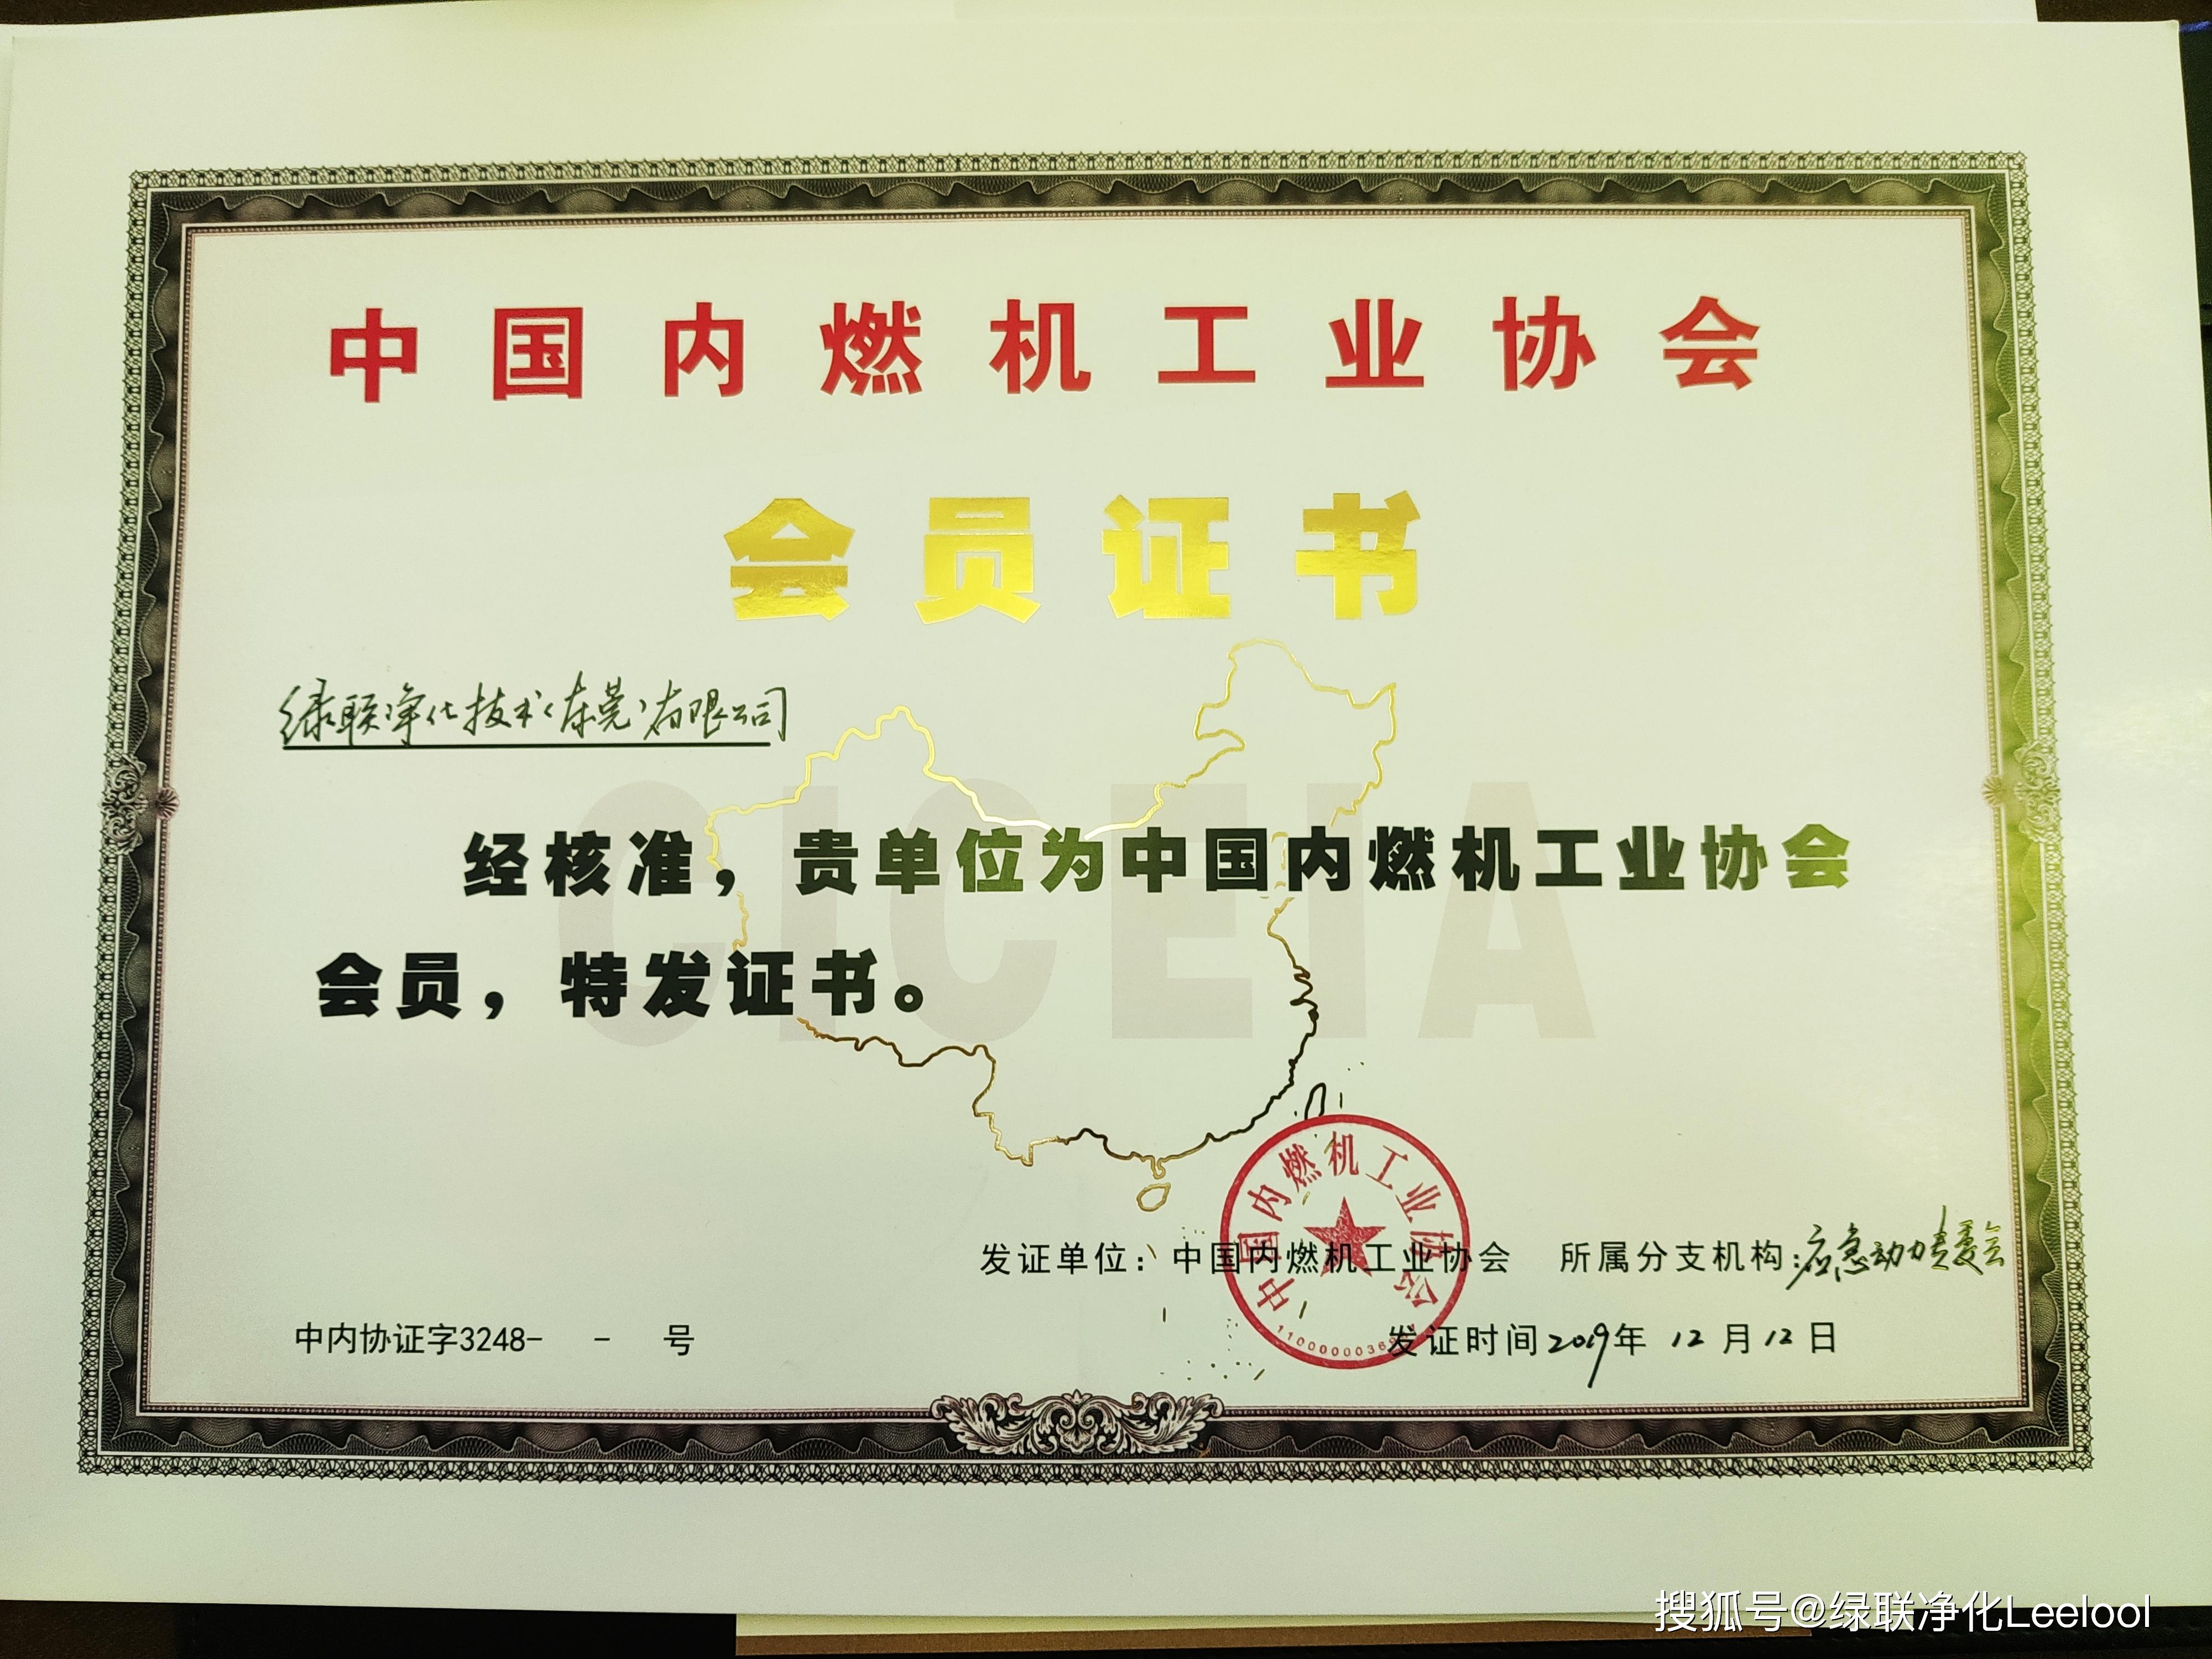 中国内燃机工业协会
会员证书
绿联净化技术(东莞)有限公司
CICEIA
经核准，贵单位为中国内燃机工业协会
会员，特发证书。
中国内燃机工业协会
发证单位：中国内燃机工业协会 所属分支机构:应急动力专委会
中内协证字3248- - 号
发证时间2019年 12月12日
搜狐号@绿联净化Leelool